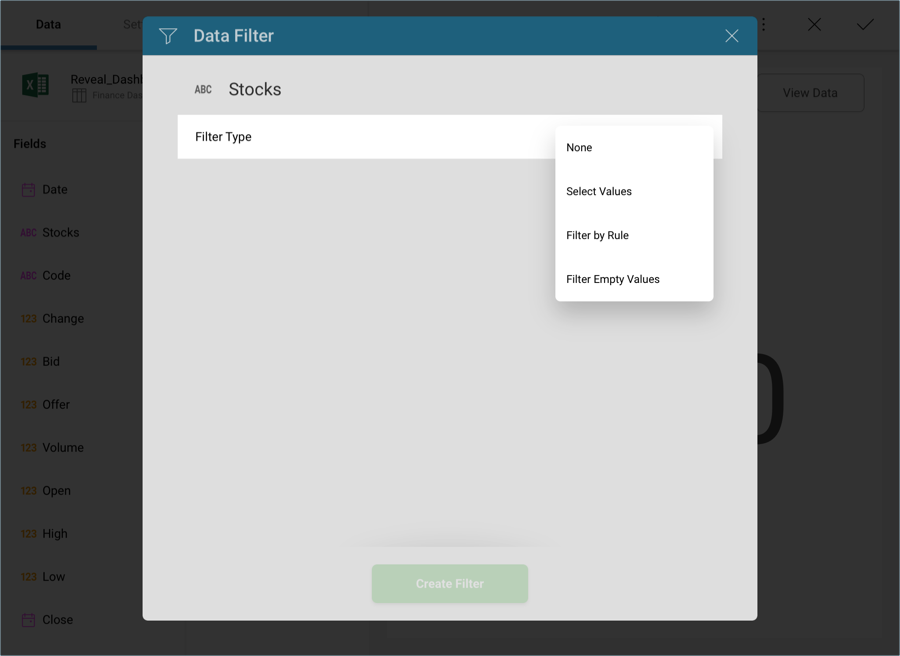 Data
Set
Data Filter
Reveal_Dashl
Finance Das
View Data
ABC Stocks
Filter Type
None
Select Values
Filter by Rule
Filter Empty Values
Fields
Date
ABC Stocks
ABC Code
123 Change
123 Bid
123 Offer
123 Volume
123 Open
123 High
123 Low
Close
Create Filter